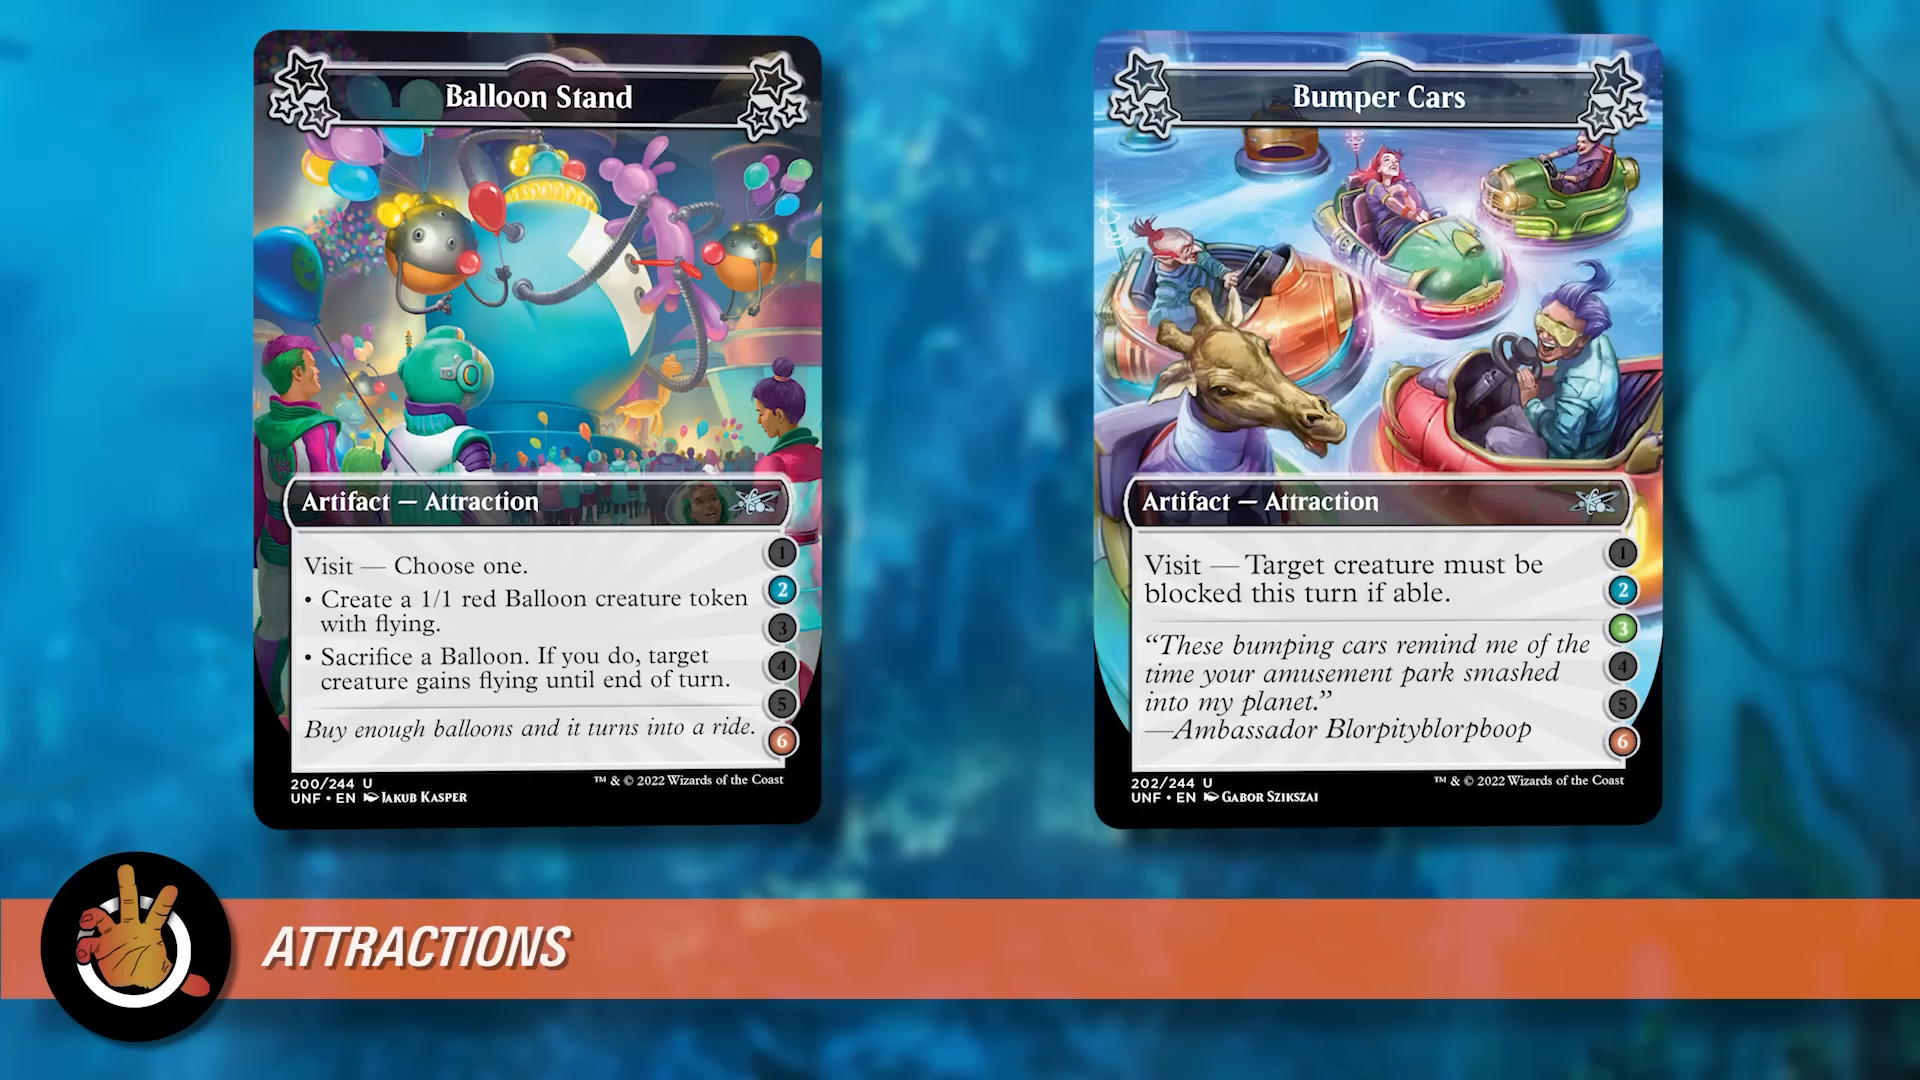 Balloon Stand
Artifact — Attraction
Visit — Choose one.
• Create a 1/1 red Balloon creature token
with flying.
• Sacrifice a Balloon. If you do, target
creature gains flying until end of turn.
Buy enough balloons and it turns into a ride.
1
2
3
4
5
6
200/244 U
UNF • EN JAKUB KASPER
™ & © 2022 Wizards of the Coast
Bumper Cars
Artifact — Attraction
Visit — Target creature must be
blocked this turn if able.
“These bumping cars remind me of the
time your amusement park smashed
into my planet.”
—Ambassador Blorpityblorpboop
1
2
3
4
5
6
202/244 U
UNF • EN GABOR SZIKSZAI
™ & © 2022 Wizards of the Coast
ATTRACTIONS